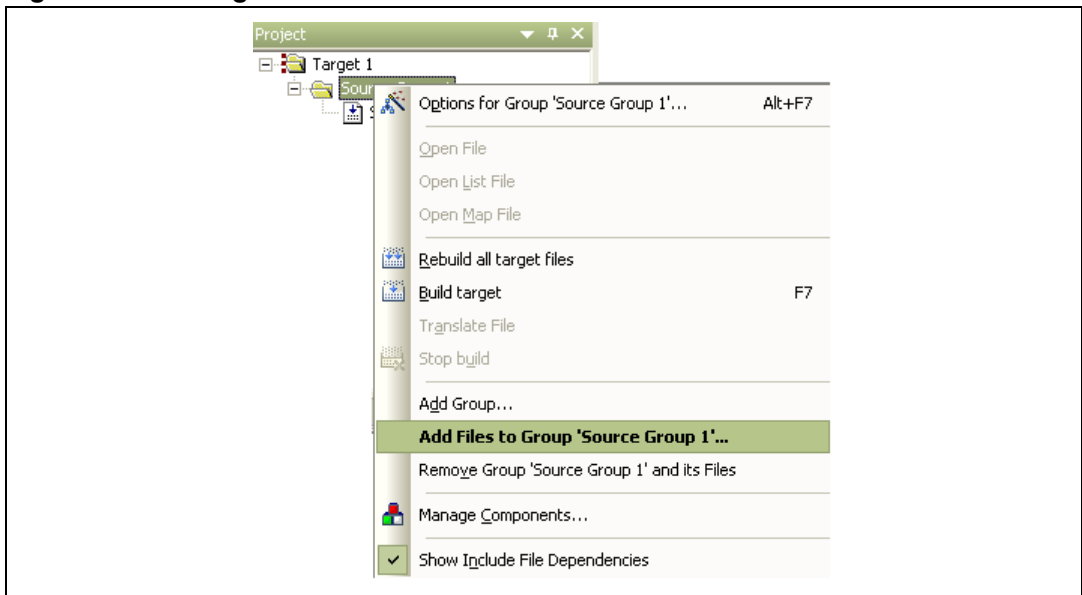 Project
Target 1
Options for Group 'Source Group 1'... Alt+F7
Open File
Open List File
Open Map File
Rebuild all target files
Build target F7
Translate File
Stop build
Add Group...
Add Files to Group 'Source Group 1'...
Remove Group 'Source Group 1' and its Files
Manage Components...
Show Include File Dependencies